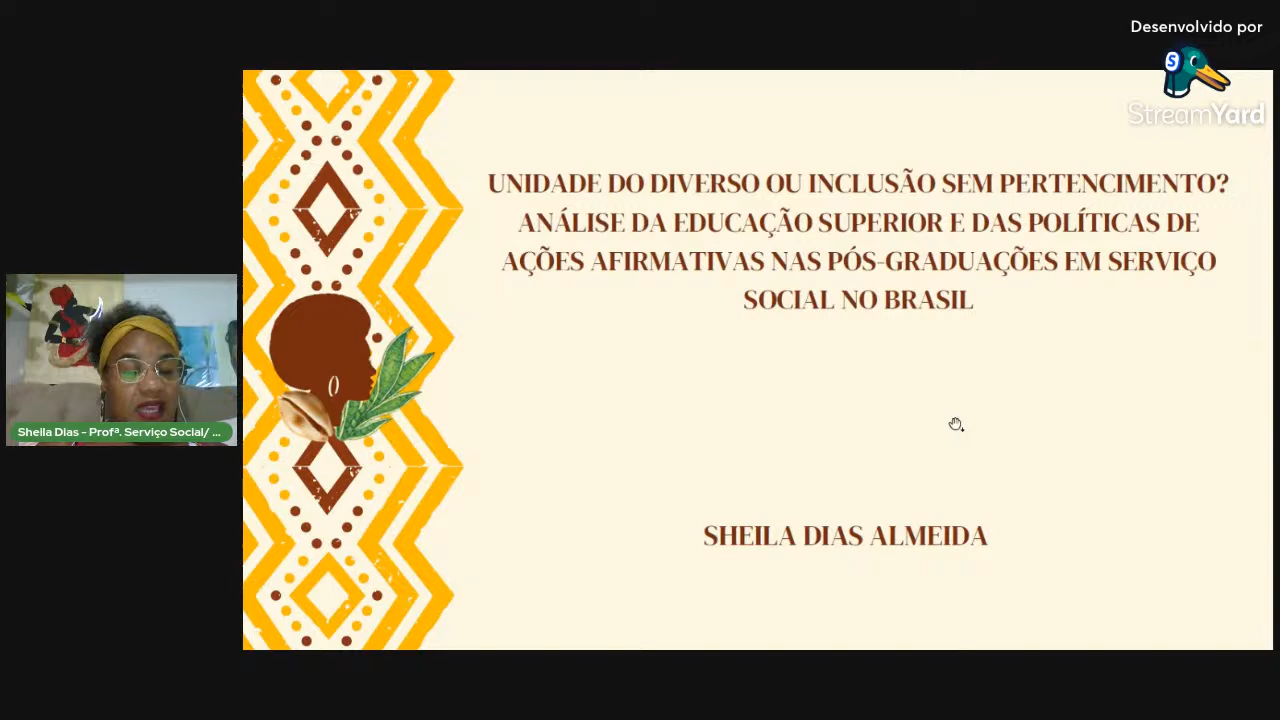 Desenvolvido por
S
StreamYard
UNIDADE DO DIVERSO OU INCLUSÃO SEM PERTENCIMENTO?
ANÁLISE DA EDUCAÇÃO SUPERIOR E DAS POLÍTICAS DE
AÇÕES AFIRMATIVAS NAS PÓS-GRADUAÇÕES EM SERVIÇO
SOCIAL NO BRASIL
Sheila Dias - Profª. Serviço Social/ ...
SHEILA DIAS ALMEIDA